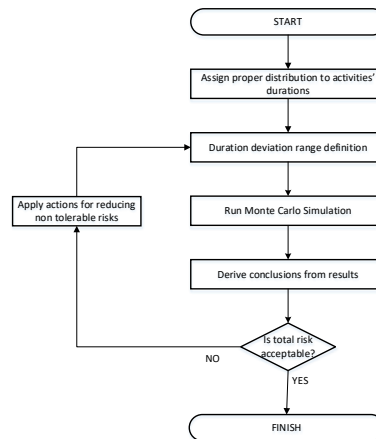 START
Assign proper distribution to activities'
durations
Duration deviation range definition
Apply actions for reducing
non tolerable risks
Run Monte Carlo Simulation
Derive conclusions from results
Is total risk
acceptable?
NO
YES
FINISH